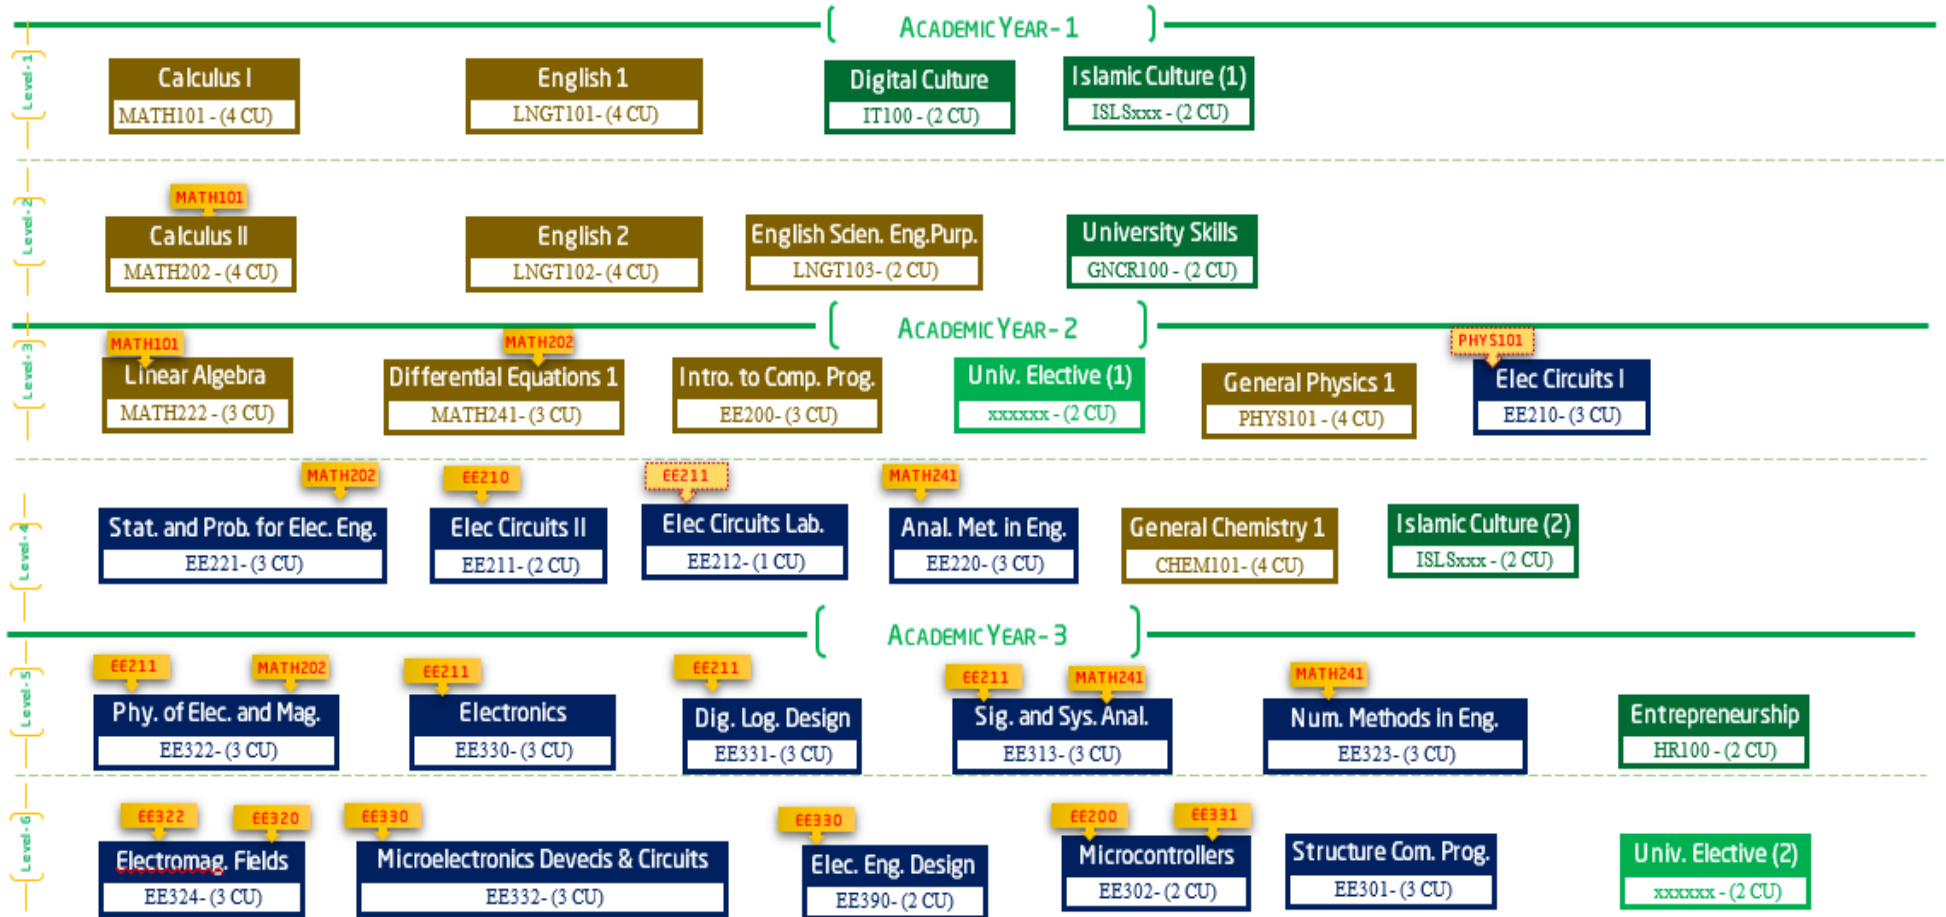 ACADEMIC YEAR- 1
Level-1
Calculus I
MATH101 - (4 CU)
English 1
LNGT101- (4 CU)
Digital Culture
IT100 - (2 CU)
Islamic Culture (1)
ISLSxxx - (2 CU)
Level-2
MATH101
Calculus II
MATH202 - (4 CU)
English 2
LNGT102- (4 CU)
English Scien. Eng.Purp.
LNGT103- (2 CU)
University Skills
GNCR100 - (2 CU)
ACADEMIC YEAR- 2
Level-3
MATH101
Linear Algebra
MATH222 - (3 CU)
MATH202
Differential Equations 1
MATH241- (3 CU)
Intro. to Comp. Prog.
EE200- (3 CU)
Univ. Elective (1)
xxxxxx - (2 CU)
General Physics 1
PHYS101 - (4 CU)
PHYS101
Elec Circuits I
EE210- (3 CU)
Level-4
MATH202
Stat. and Prob. for Elec. Eng.
EE221- (3 CU)
EE210
Elec Circuits II
EE211- (2 CU)
EE211
Elec Circuits Lab.
EE212- (1 CU)
MATH241
Anal. Met. in Eng.
EE220- (3 CU)
General Chemistry 1
CHEM101- (4 CU)
Islamic Culture (2)
ISLSxxx - (2 CU)
ACADEMIC YEAR- 3
Level-5
EE211
MATH202
Phy. of Elec. and Mag.
EE322- (3 CU)
EE211
Electronics
EE330- (3 CU)
EE211
Dig. Log. Design
EE331- (3 CU)
EE211
MATH241
Sig. and Sys. Anal.
EE313- (3 CU)
MATH241
Num. Methods in Eng.
EE323- (3 CU)
Entrepreneurship
HR100 - (2 CU)
Level-6
EE322
EE320
Electromag. Fields
EE324- (3 CU)
EE330
Microelectronics Devecis & Circuits
EE332- (3 CU)
EE330
Elec. Eng. Design
EE390- (2 CU)
EE200
EE331
Microcontrollers
EE302- (2 CU)
Structure Com. Prog.
EE301- (3 CU)
Univ. Elective (2)
xxxxxx - (2 CU)